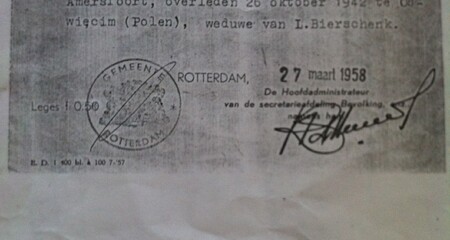 Amersfoort, overleden 26 oktober 1942 te Os-
więcim (Polen), weduwe van L.Bierschenk.
GEMEENTE ROTTERDAM
ROTTERDAM, 27 maart 1958
Leges f 0.50
De Hoofdadministrateur
van de secretarieafdeling Bevolking,